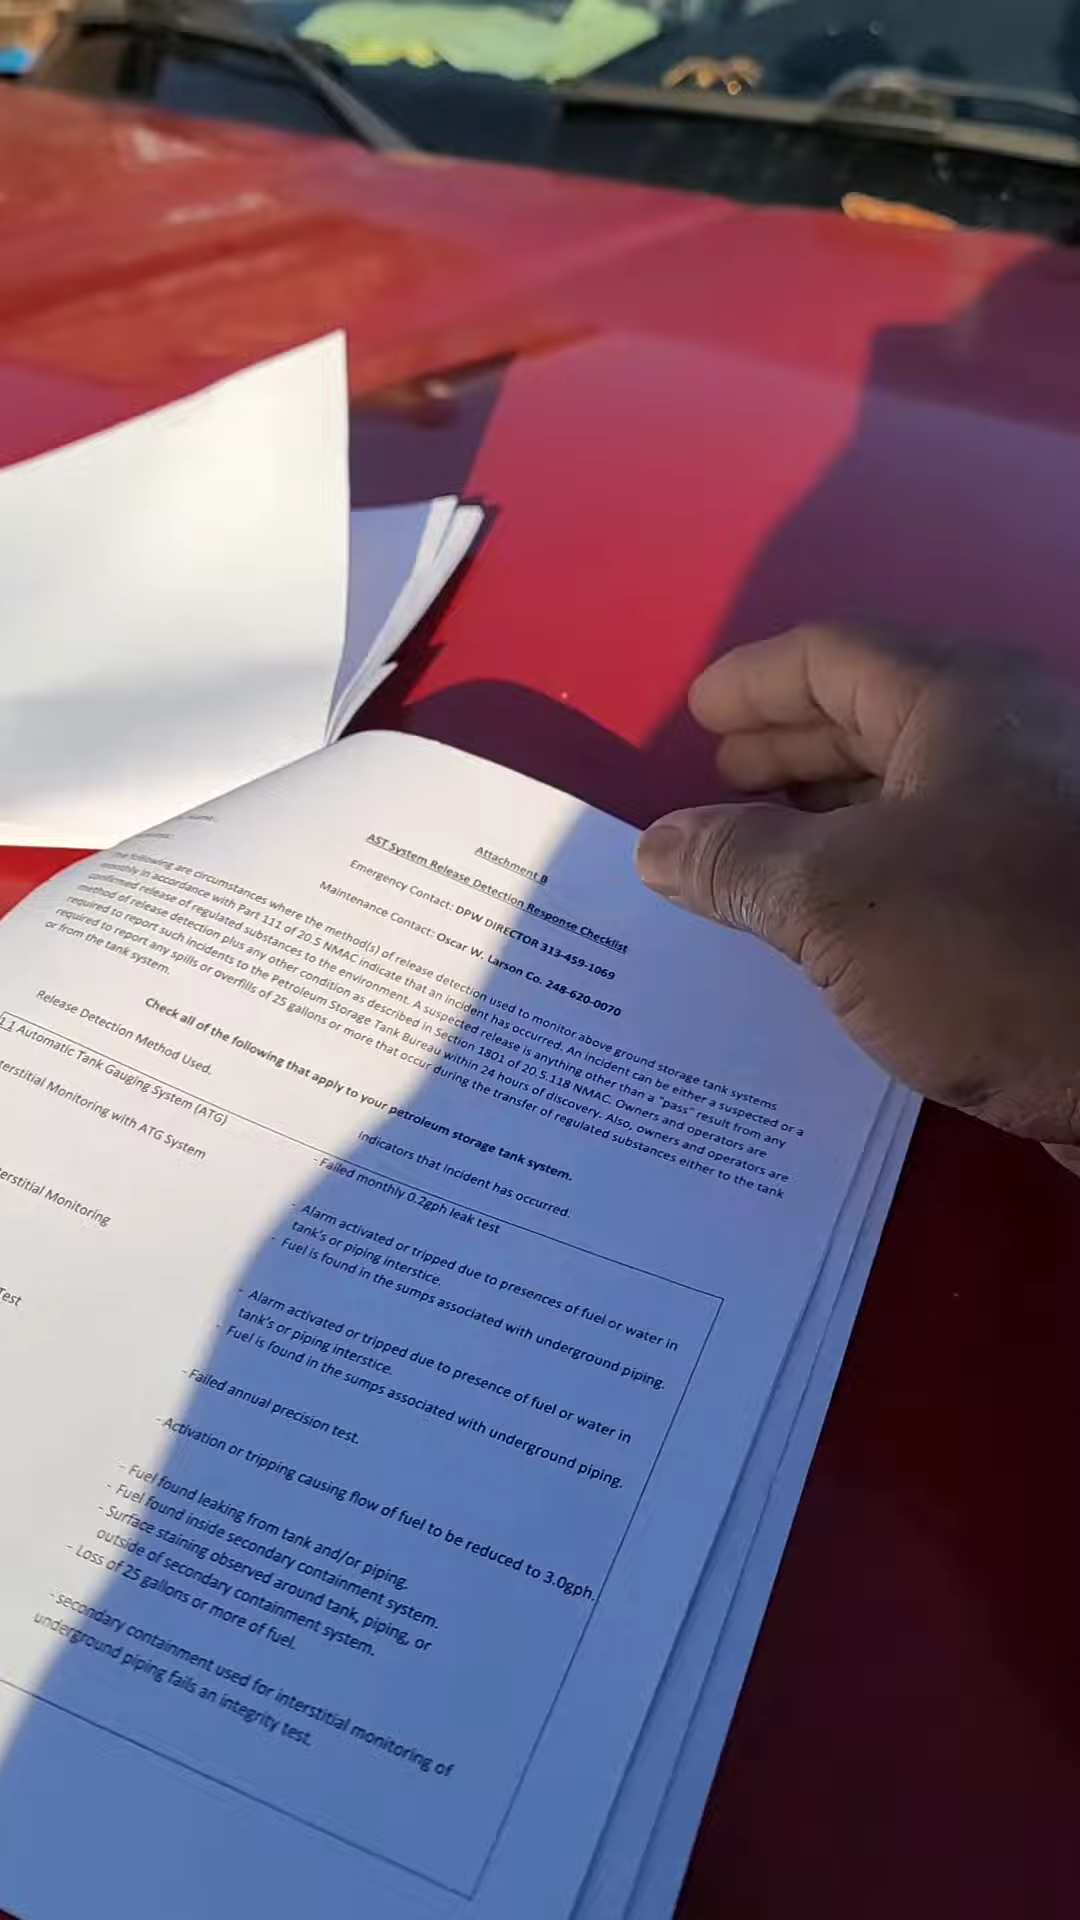 Attachment B
AST System Release Detection Response Checklist
Emergency Contact: DPW DIRECTOR 313-459-1069
Maintenance Contact: Oscar W. Larson Co. 248-620-0070
following are circumstances where the method(s) of release detection used to monitor above ground storage tank systems
monthly in accordance with Part 111 of 20.5 NMAC indicate that an incident has occurred. An incident can be either a suspected or a
confirmed release of regulated substances to the environment. A suspected release is anything other than a "pass" result from any
method of release detection plus any other condition as described in Section 1801 of 20.5.118 NMAC. Owners and operators are
required to report such incidents to the Petroleum Storage Tank Bureau within 24 hours of discovery. Also, owners and operators are
required to report any spills or overfills of 25 gallons or more that occur during the transfer of regulated substances either to the tank
or from the tank system.
Check all of the following that apply to your petroleum storage tank system.
Release Detection Method Used.
Indicators that Incident has occurred.
Automatic Tank Gauging System (ATG)
- Failed monthly 0.2gph leak test
Monitoring with ATG System
- Alarm activated or tripped due to presences of fuel or water in
tank's or piping interstice.
- Fuel is found in the sumps associated with underground piping.
Monitoring
- Alarm activated or tripped due to presence of fuel or water in
tank's or piping interstice.
- Fuel is found in the sumps associated with underground piping.
Test
- Failed annual precision test.
- Activation or tripping causing flow of fuel to be reduced to 3.0gph.
- Fuel found leaking from tank and/or piping.
- Fuel found inside secondary containment system.
- Surface staining observed around tank, piping, or
outside of secondary containment system.
- Loss of 25 gallons or more of fuel.
- secondary containment used for interstitial monitoring of
underground piping fails an integrity test.